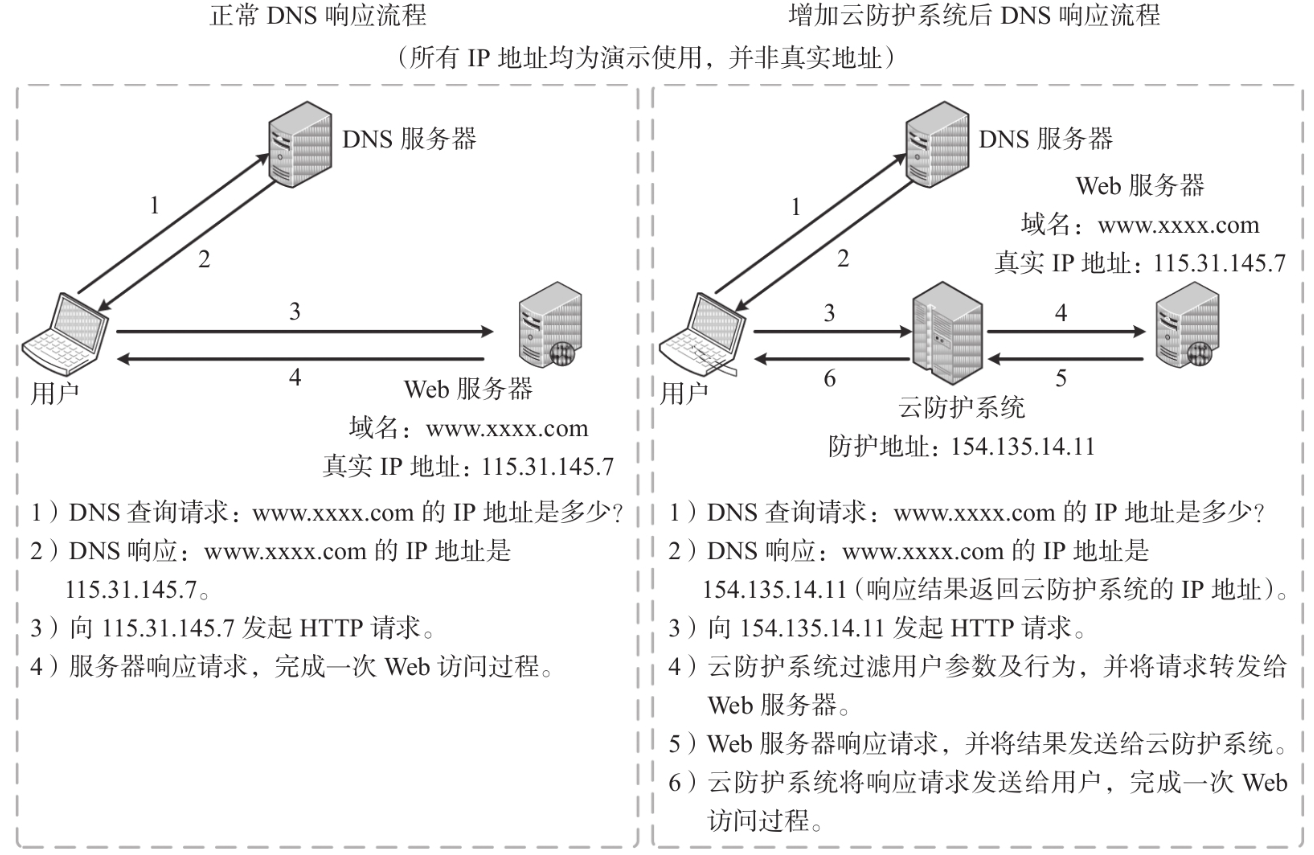 正常 DNS 响应流程
增加云防护系统后 DNS 响应流程
（所有 IP 地址均为演示使用，并非真实地址）
DNS 服务器
1
2
3
4
用户
Web 服务器
域名：www.xxxx.com
真实 IP 地址：115.31.145.7
1）DNS 查询请求：www.xxxx.com 的 IP 地址是多少？
2）DNS 响应：www.xxxx.com 的 IP 地址是
115.31.145.7。
3）向 115.31.145.7 发起 HTTP 请求。
4）服务器响应请求，完成一次 Web 访问过程。
DNS 服务器
Web 服务器
域名：www.xxxx.com
真实 IP 地址：115.31.145.7
1
2
3
4
6
5
用户
云防护系统
防护地址：154.135.14.11
1）DNS 查询请求：www.xxxx.com 的 IP 地址是多少？
2）DNS 响应：www.xxxx.com 的 IP 地址是
154.135.14.11（响应结果返回云防护系统的 IP 地址）。
3）向 154.135.14.11 发起 HTTP 请求。
4）云防护系统过滤用户参数及行为，并将请求转发给
Web 服务器。
5）Web 服务器响应请求，并将结果发送给云防护系统。
6）云防护系统将响应请求发送给用户，完成一次 Web
访问过程。